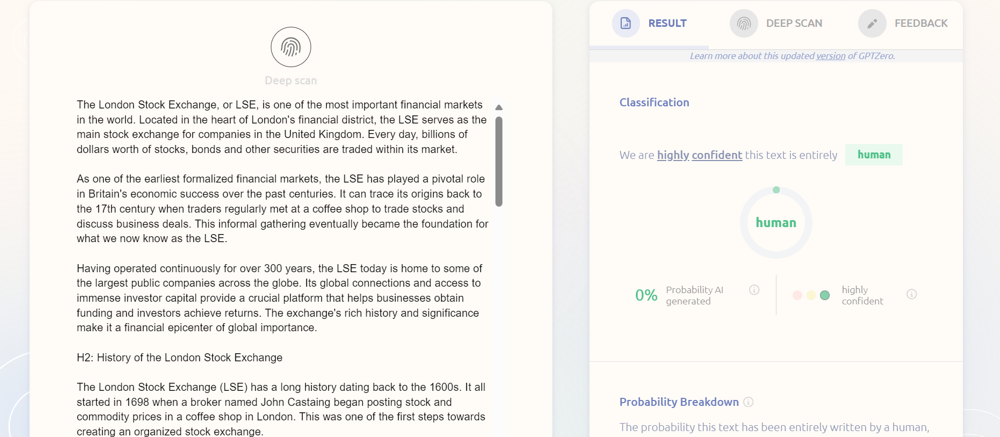 Deep scan
The London Stock Exchange, or LSE, is one of the most important financial markets
in the world. Located in the heart of London's financial district, the LSE serves as the
main stock exchange for companies in the United Kingdom. Every day, billions of
dollars worth of stocks, bonds and other securities are traded within its market.
As one of the earliest formalized financial markets, the LSE has played a pivotal role
in Britain's economic success over the past centuries. It can trace its origins back to
the 17th century when traders regularly met at a coffee shop to trade stocks and
discuss business deals. This informal gathering eventually became the foundation for
what we now know as the LSE.
Having operated continuously for over 300 years, the LSE today is home to some of
the largest public companies across the globe. Its global connections and access to
immense investor capital provide a crucial platform that helps businesses obtain
funding and investors achieve returns. The exchange's rich history and significance
make it a financial epicenter of global importance.
H2: History of the London Stock Exchange
The London Stock Exchange (LSE) has a long history dating back to the 1600s. It all
started in 1698 when a broker named John Castaing began posting stock and
commodity prices in a coffee shop in London. This was one of the first steps towards
creating an organized stock exchange.
RESULT
DEEP SCAN
FEEDBACK
Learn more about this updated version of GPTZero.
Classification
We are highly confident this text is entirely human
human
0% Probability AI
generated
highly
confident
Probability Breakdown
The probability this text has been entirely written by a human,